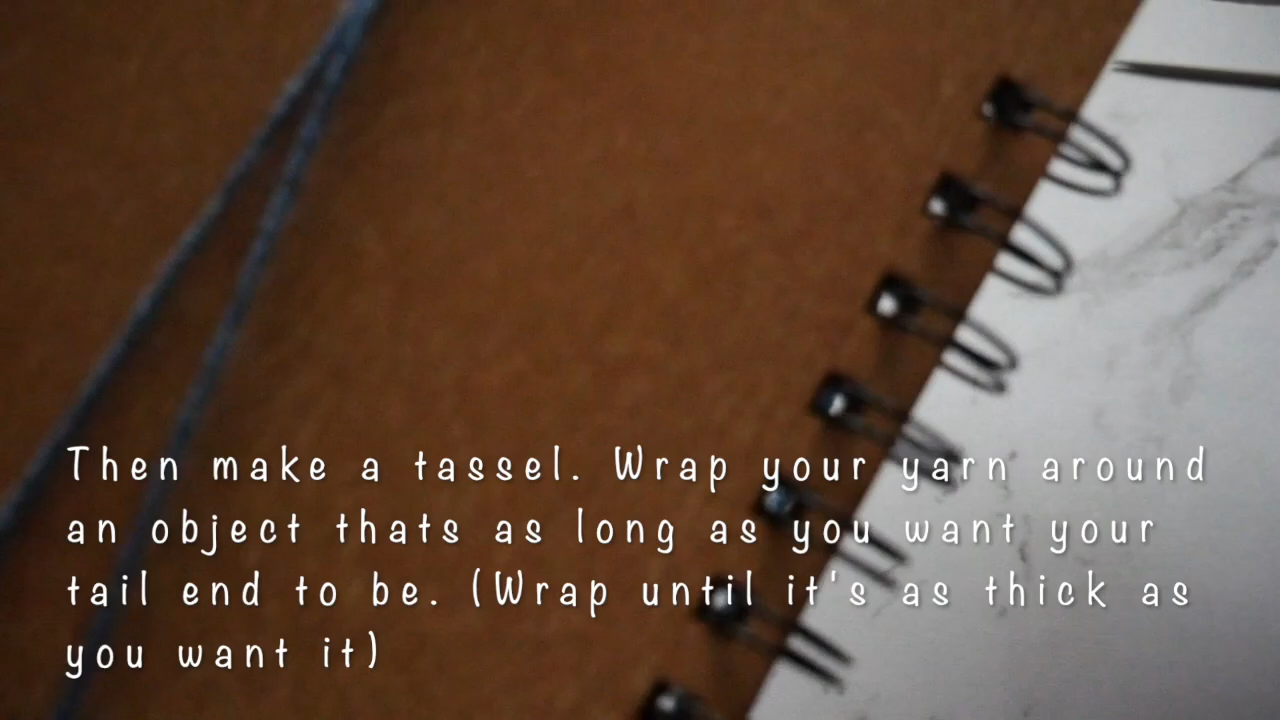 Then make a tassel. Wrap your yarn around
an object thats as long as you want your
tail end to be. (Wrap until it's as thick as
you want it)